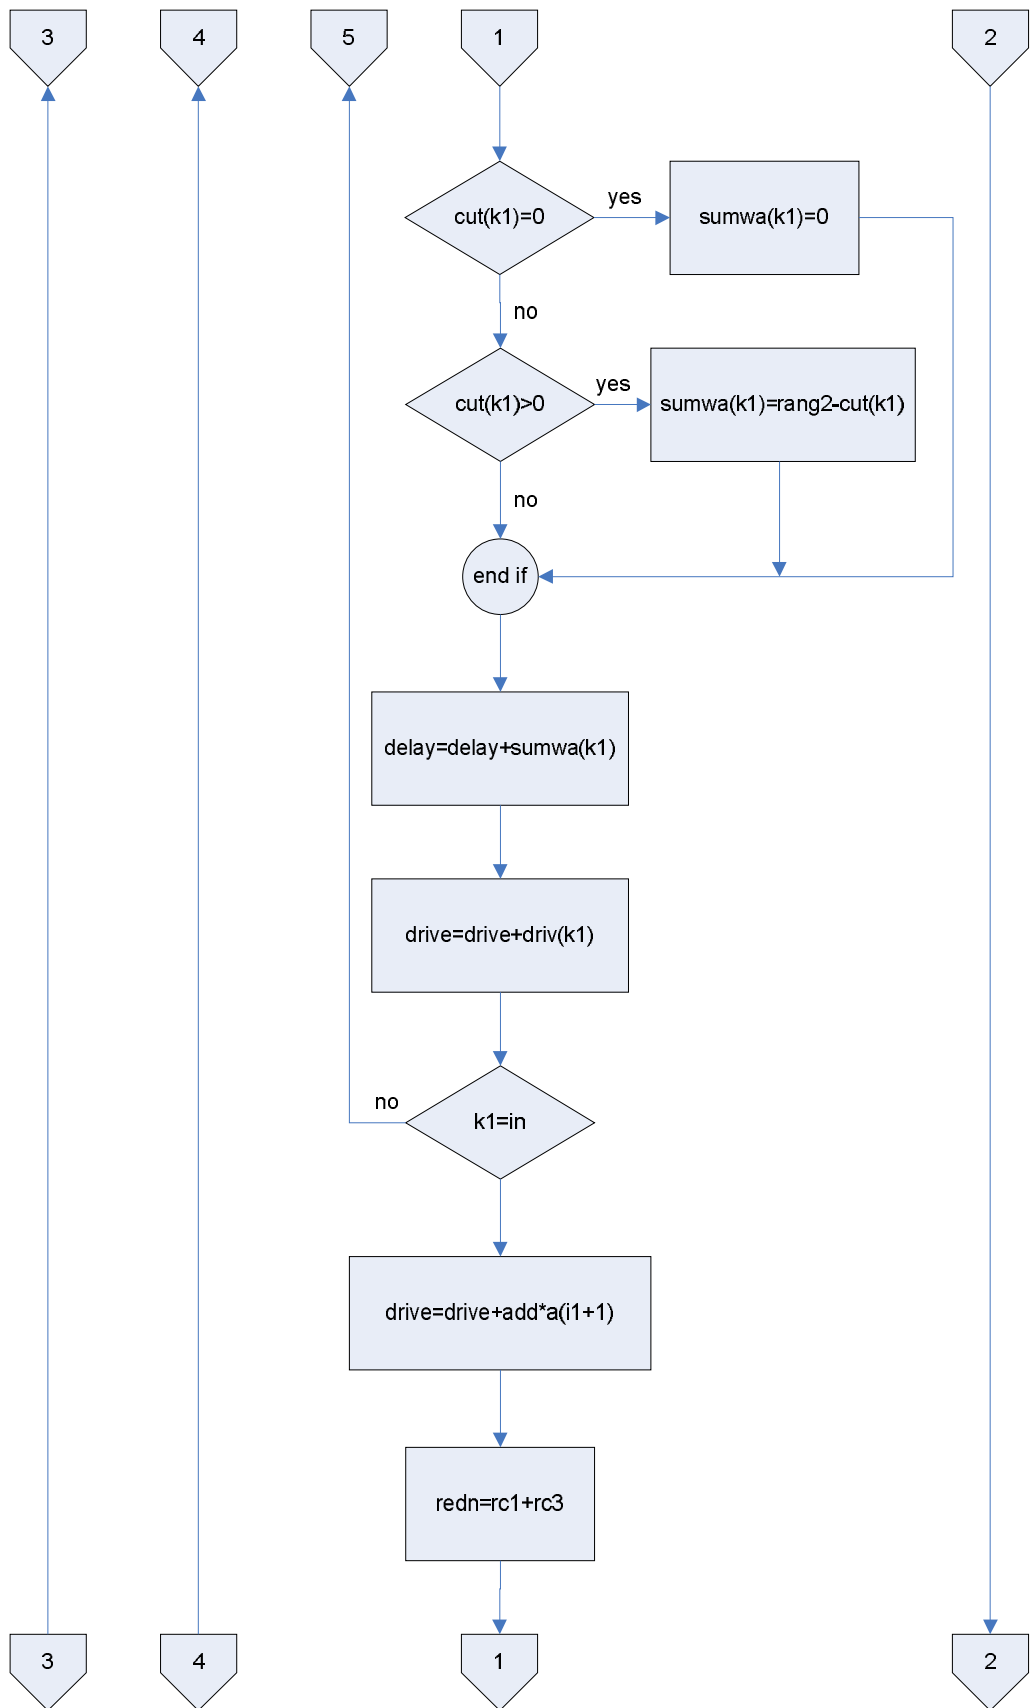 3
4
5
1
2
cut(k1)=0
yes
sumwa(k1)=0
no
cut(k1)>0
yes
sumwa(k1)=rang2-cut(k1)
no
end if
delay=delay+sumwa(k1)
drive=drive+driv(k1)
no
k1=in
drive=drive+add*a(i1+1)
redn=rc1+rc3
3
4
1
2